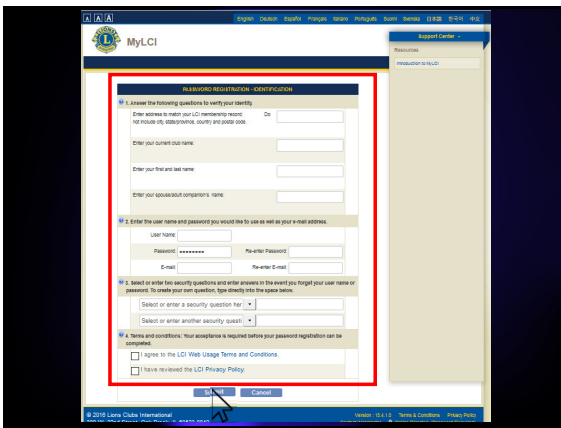 A A A
English Deutsch Español Français Italiano Português Suomi Svenska 日本語 한국어 中文
MyLCI
Support Center
Resources
Introduction to MyLCI
PASSWORD REGISTRATION - IDENTIFICATION
1. Answer the following questions to verify your identity.
Enter address to match your LCI membership record Do
not include city, state/province, country and postal code.
Enter your current club name:
Enter your first and last name
Enter your spouse/adult companion's name:
2. Enter the user name and password you would like to use as well as your e-mail address.
User Name:
Password: ••••••••• Re-enter Password:
E-mail: Re-enter E-mail:
3. Select or enter two security questions and enter answers in the event you forget your user name or
password. To create your own question, type directly into the space below.
Select or enter a security question her
Select or enter another security questi
4. Terms and conditions: Your acceptance is required before your password registration can be
completed.
I agree to the LCI Web Usage Terms and Conditions.
I have reviewed the LCI Privacy Policy.
Submit Cancel
© 2016 Lions Clubs International Terms & Conditions Privacy Policy